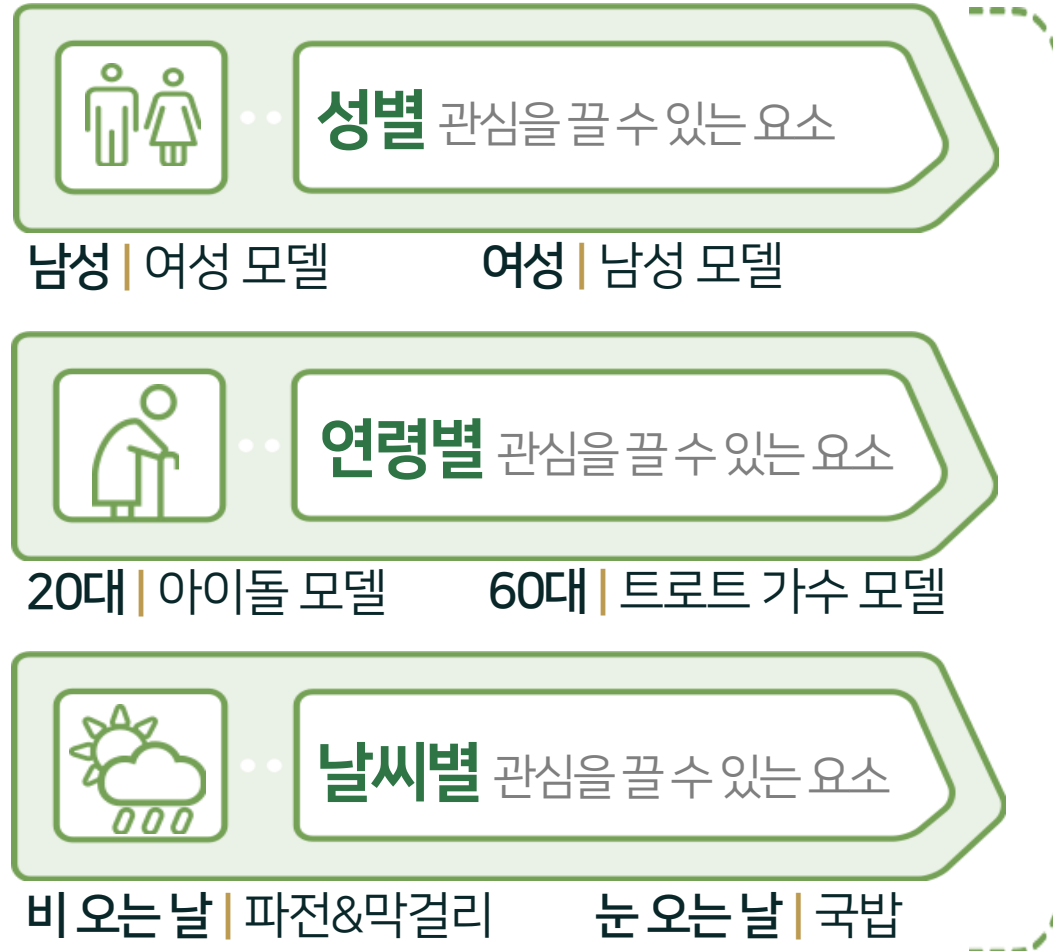 성별 관심을 끌 수 있는 요소
남성 | 여성 모델 여성 | 남성 모델
연령별 관심을 끌 수 있는 요소
20대 | 아이돌 모델 60대 | 트로트 가수 모델
날씨별 관심을 끌 수 있는 요소
비 오는 날 | 파전&막걸리 눈 오는 날 | 국밥